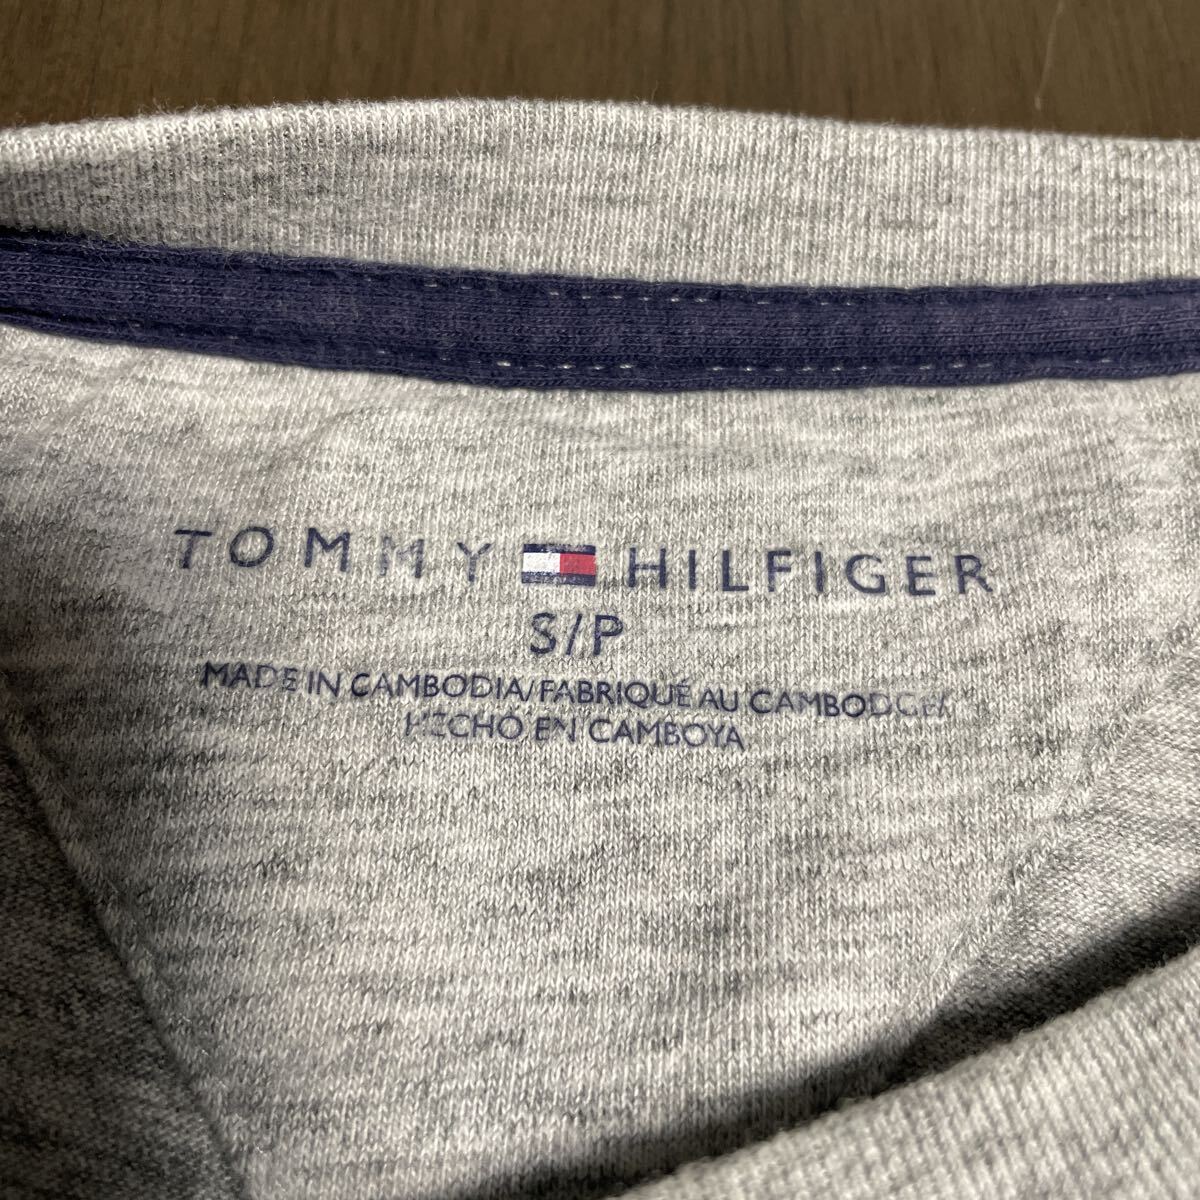 TOMMY HILFIGER
S/P
MADE IN CAMBODIA/FABRIQUÉ AU CAMBODGE/
HECHO EN CAMBOYA